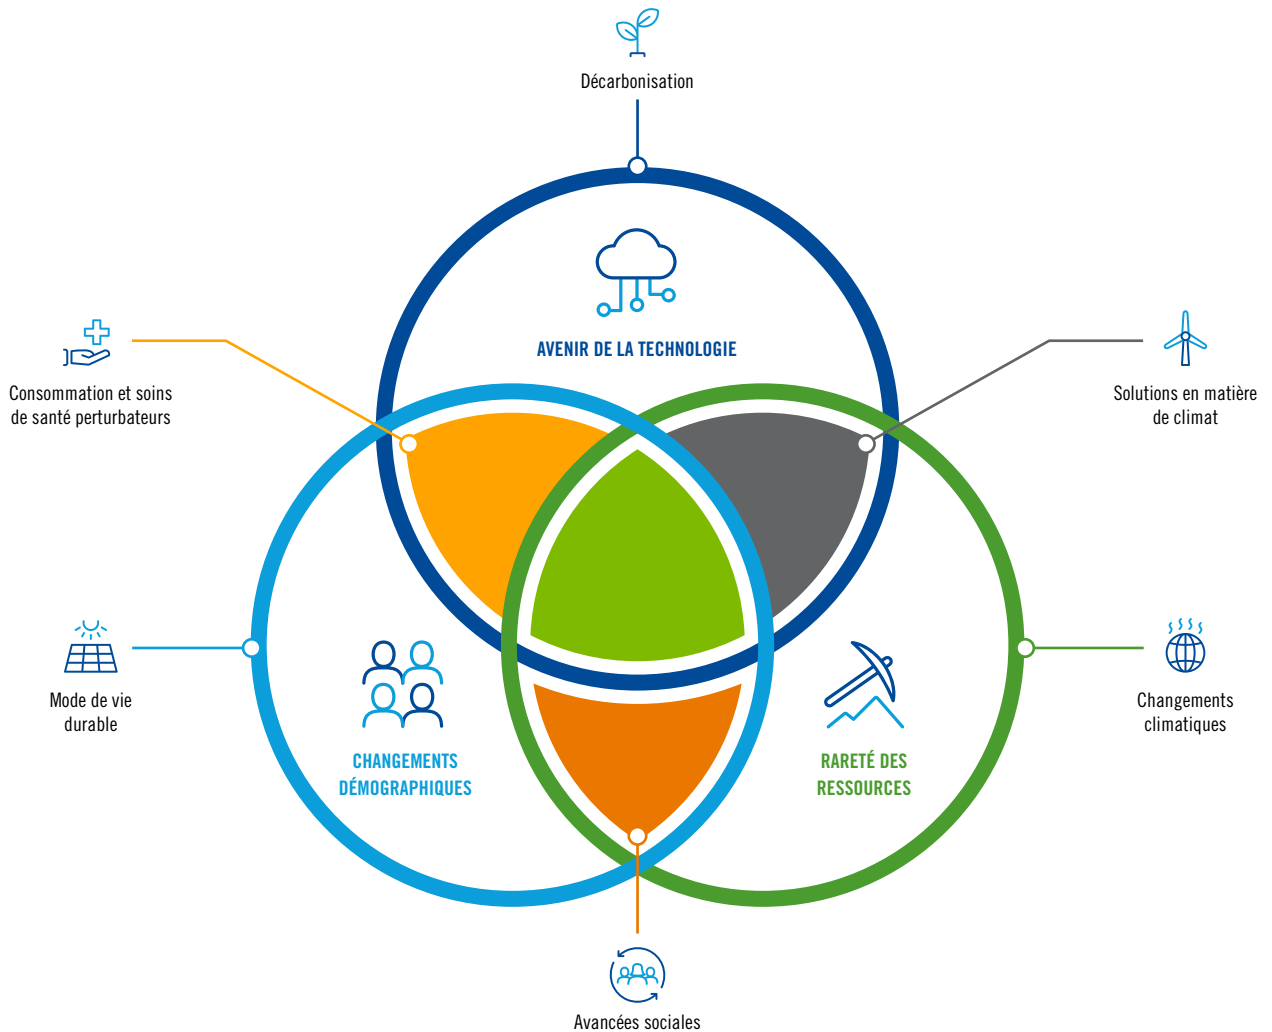 Décarbonisation
AVENIR DE LA TECHNOLOGIE
Consommation et soins
de santé perturbateurs
Solutions en matière
de climat
Mode de vie
durable
Changements
climatiques
CHANGEMENTS
DÉMOGRAPHIQUES
RARETÉ DES
RESSOURCES
Avancées sociales